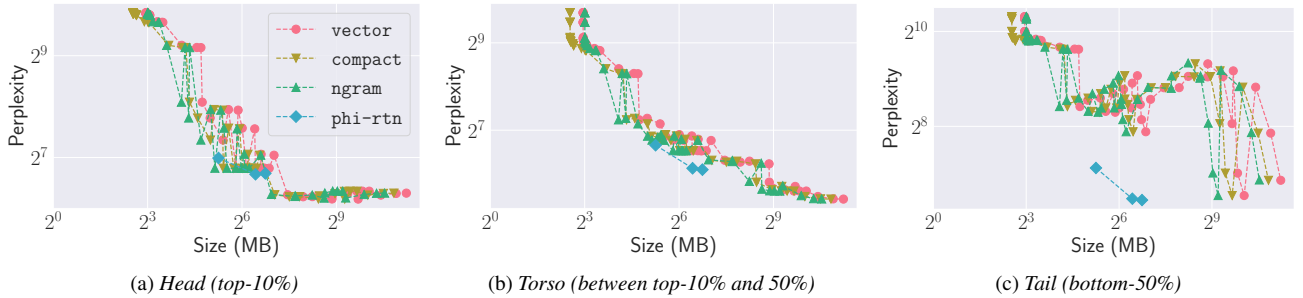 2^9
2^7
Perplexity
vector
compact
ngram
phi-rtn
2^0
2^3
2^6
2^9
Size (MB)
(a) Head (top-10%)
2^9
2^7
Perplexity
2^0
2^3
2^6
2^9
Size (MB)
(b) Torso (between top-10% and 50%)
2^10
2^8
Perplexity
2^0
2^3
2^6
2^9
Size (MB)
(c) Tail (bottom-50%)